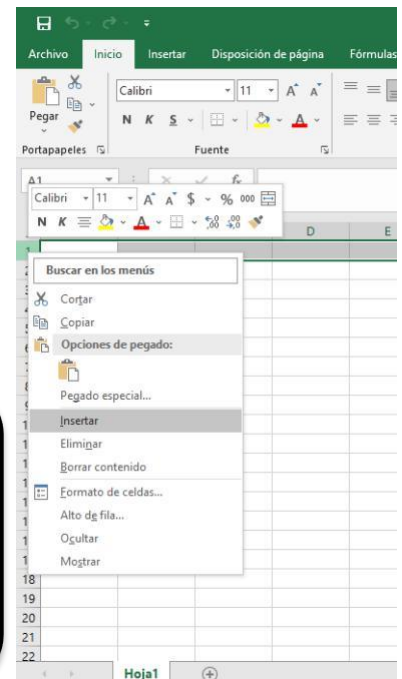 Archivo Inicio Insertar Disposición de página Fórmulas
Calibri 11 A A
Pegar N K S A
Portapapeles Fuente
A1 fx
Calibri 11 A A $ % 000
N K A
D E
1
Buscar en los menús
Cortar
Copiar
Opciones de pegado:
Pegado especial...
Insertar
Eliminar
Borrar contenido
Formato de celdas...
Alto de fila...
Ocultar
Mostrar
18
19
20
21
22
Hoja1